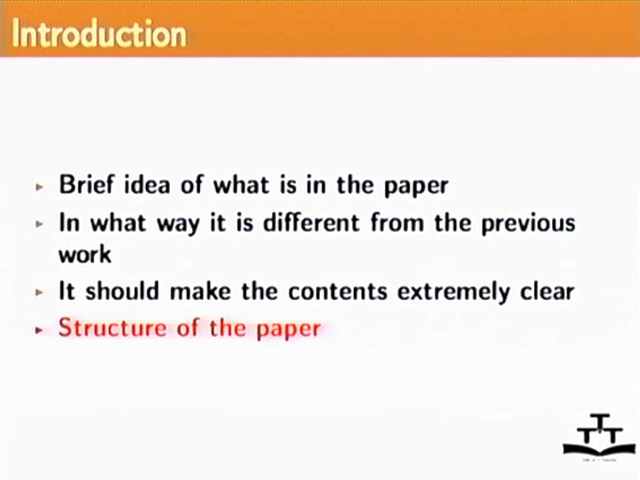 Introduction
Brief idea of what is in the paper
In what way it is different from the previous
work
It should make the contents extremely clear
Structure of the paper
TTT